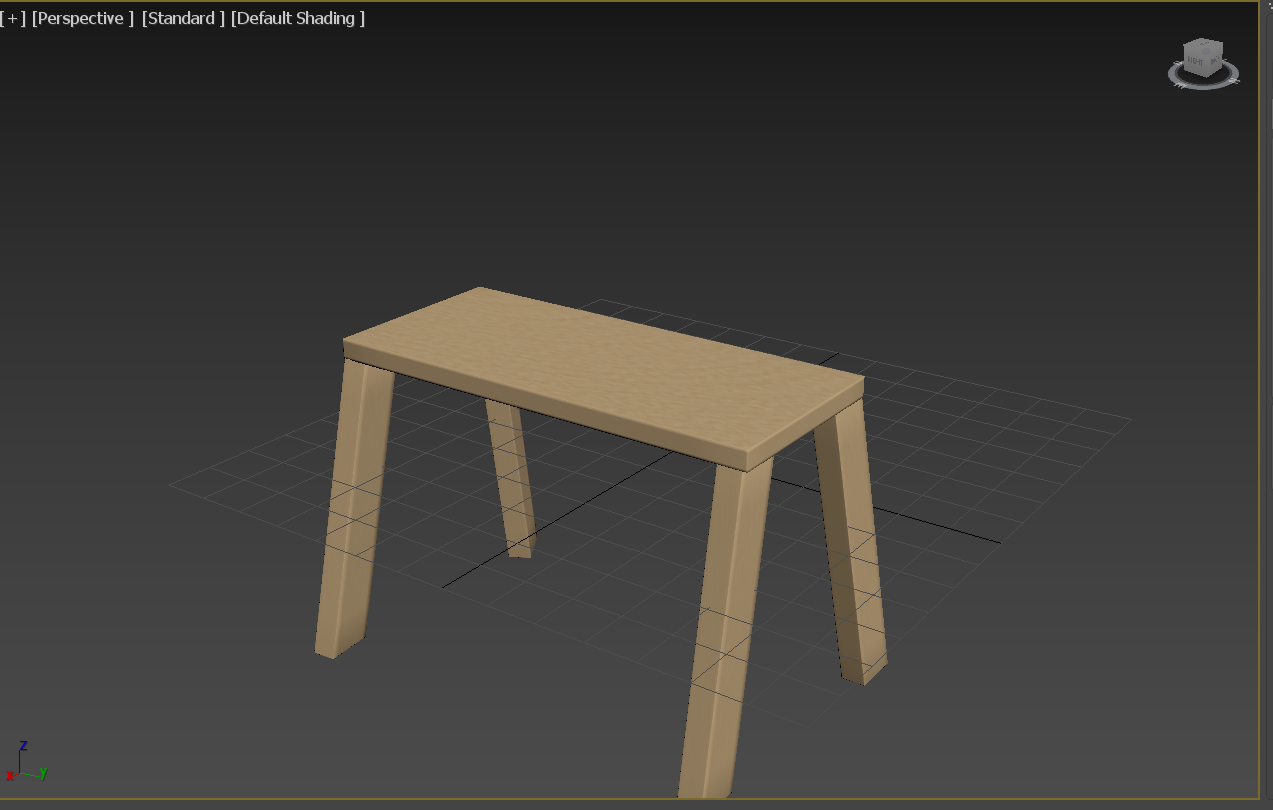 [+] [Perspective ] [Standard ] [Default Shading ]
z
x
y